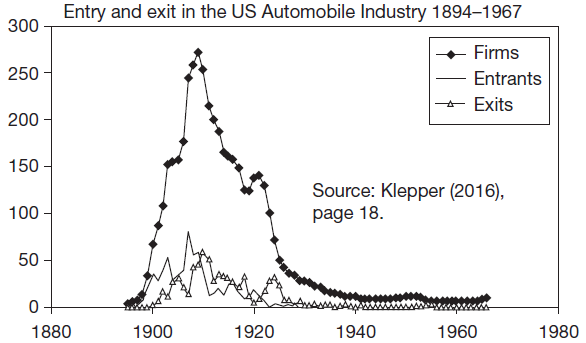 Entry and exit in the US Automobile Industry 1894–1967
300
250
200
150
100
50
0
Firms
Entrants
Exits
Source: Klepper (2016),
page 18.
1880
1900
1920
1940
1960
1980